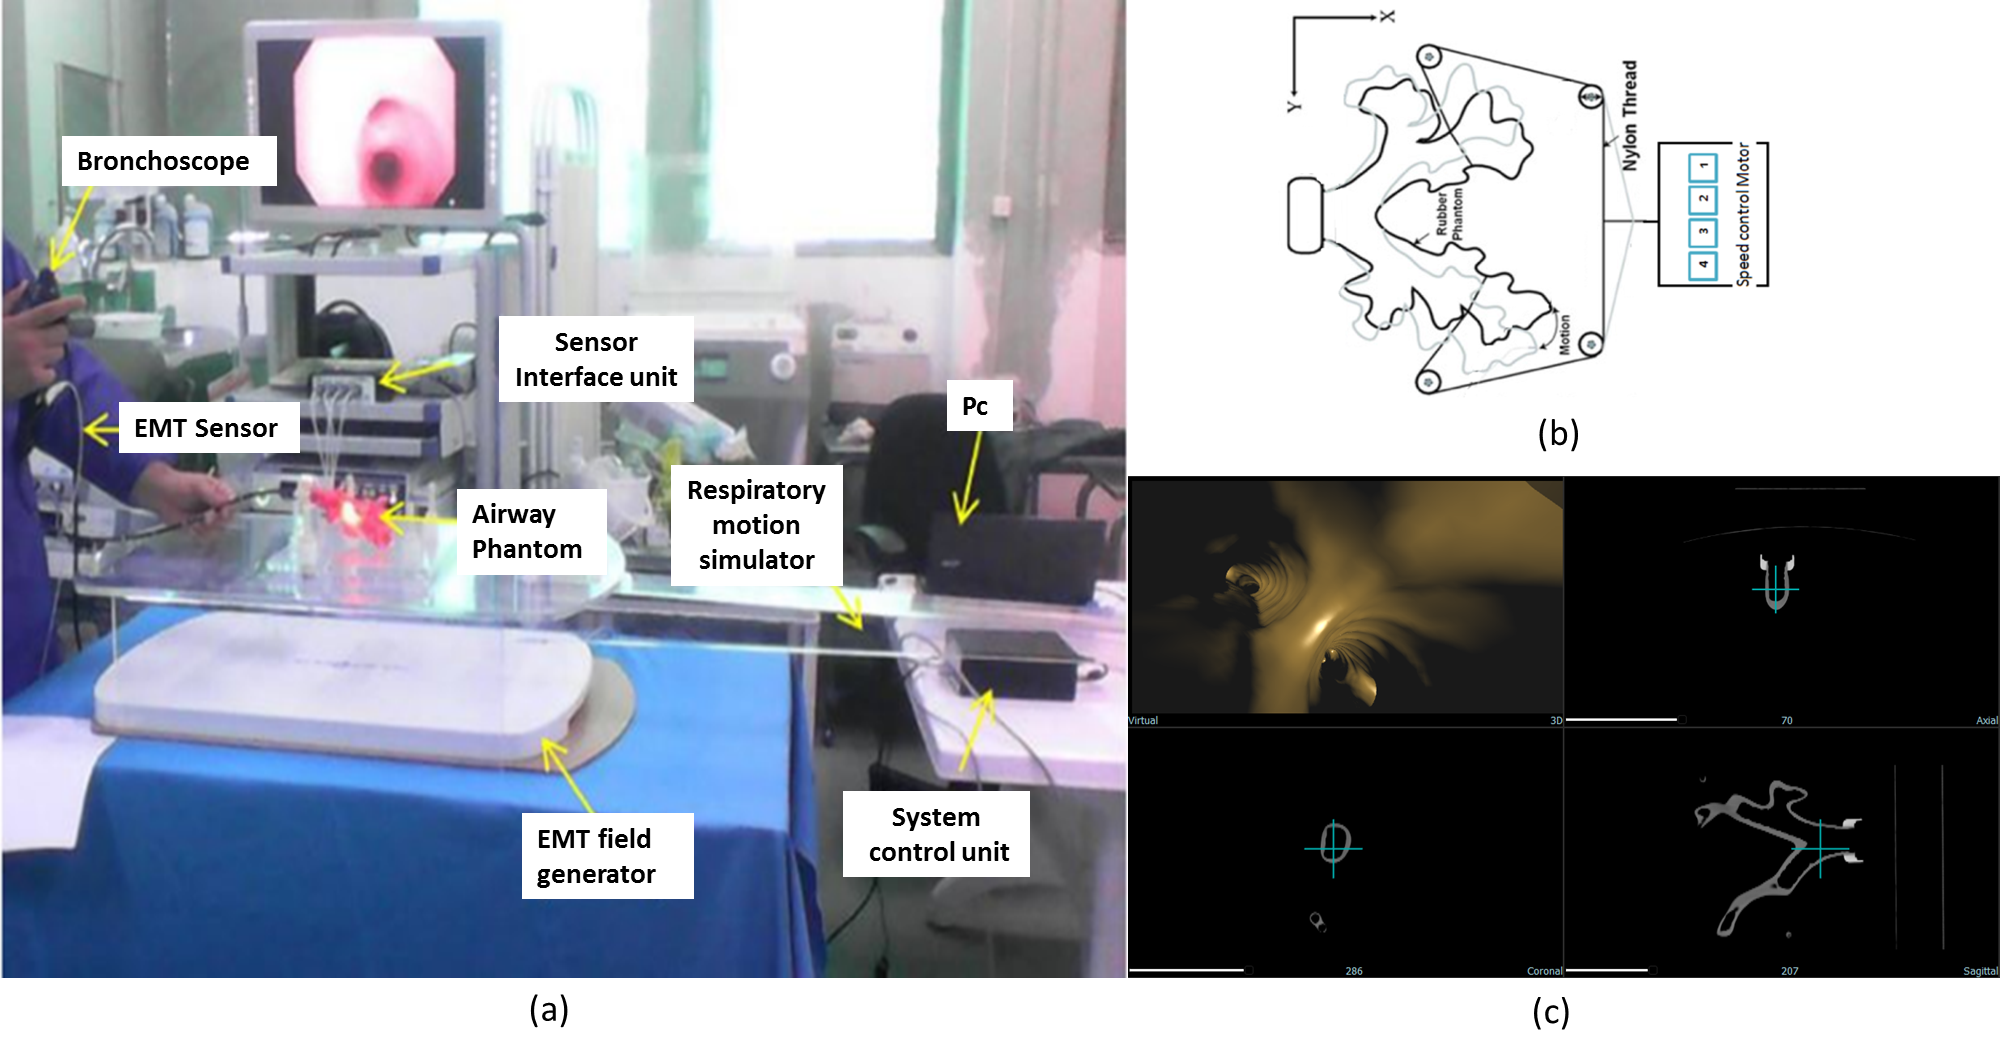 Bronchoscope
Sensor
Interface unit
EMT Sensor
Pc
Airway
Phantom
Respiratory
motion
simulator
System
control unit
EMT field
generator
(a)
X
Y
Nylon Thread
Rubber
Phantom
Motion
1
2
3
4
Speed control Motor
(b)
Virtual
3D
70
Axial
286
Coronal
207
Sagittal
(c)